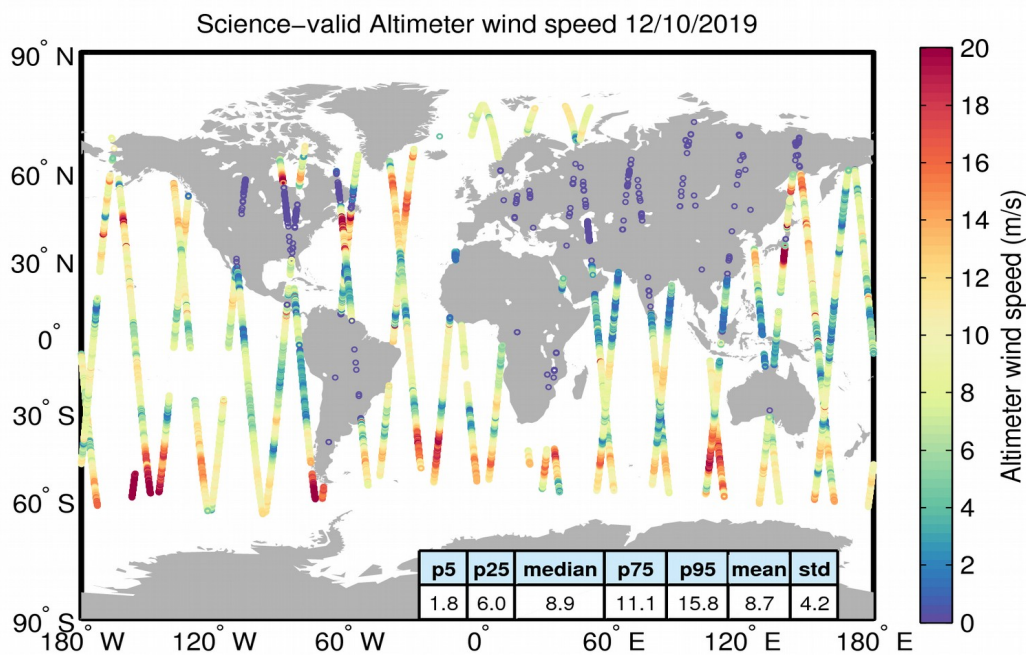 Science−valid Altimeter wind speed 12/10/2019
90° N
60° N
30° N
0°
30° S
60° S
90° S
180° W
120° W
60° W
0°
60° E
120° E
180° E
p5 p25 median p75 p95 mean std
1.8 6.0 8.9 11.1 15.8 8.7 4.2
20
18
16
14
12
10
8
6
4
2
0
Altimeter wind speed (m/s)